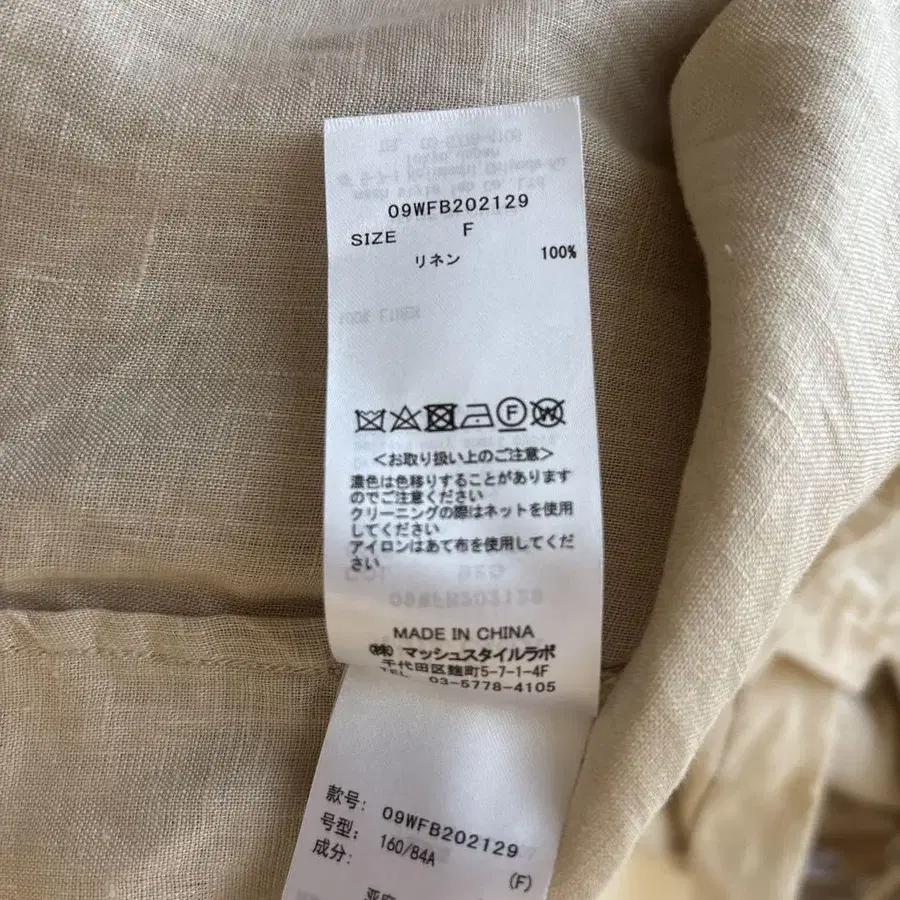 09WFB202129
SIZE F
リネン 100%
F W
<お取り扱い上のご注意>
濃色は色移りすることがあります
のでご注意ください
クリーニングの際はネットを使用
してください
アイロンはあて布を使用してくだ
さい
MADE IN CHINA
㈱ マッシュスタイルラボ
千代田区麹町5-7-1-4F
TEL 03-5778-4105
款号: 09WFB202129
号型: 160/84A
成分: (F)